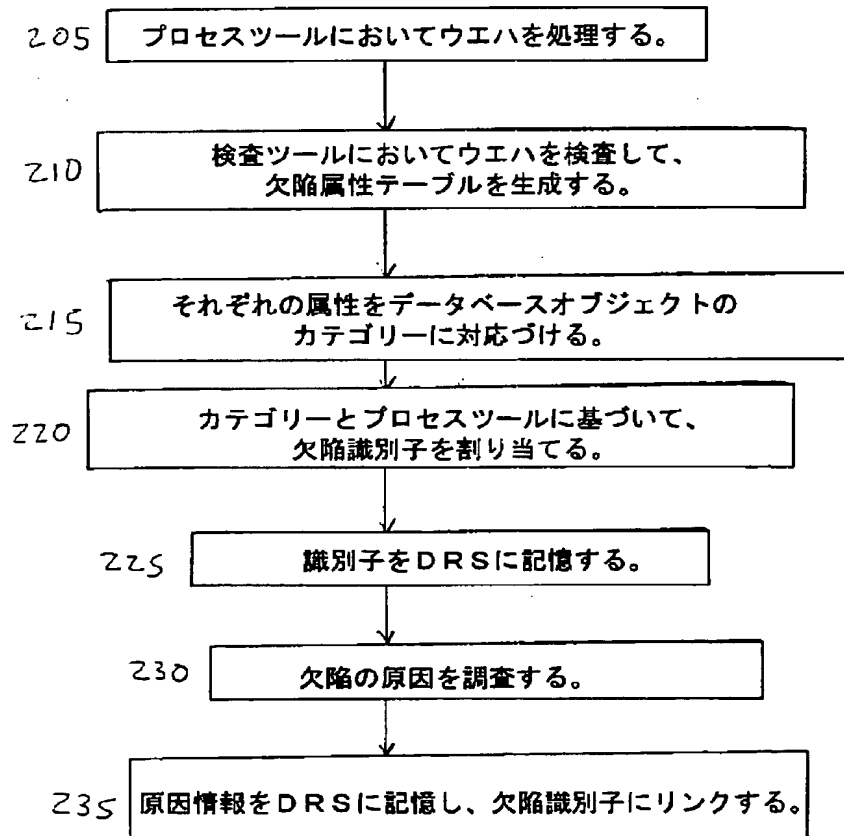 205 プロセスツールにおいてウエハを処理する。
210 検査ツールにおいてウエハを検査して、
欠陥属性テーブルを生成する。
215 それぞれの属性をデータベースオブジェクトの
カテゴリーに対応づける。
220 カテゴリーとプロセスツールに基づいて、
欠陥識別子を割り当てる。
225 識別子をDRSに記憶する。
230 欠陥の原因を調査する。
235 原因情報をDRSに記憶し、欠陥識別子にリンクする。